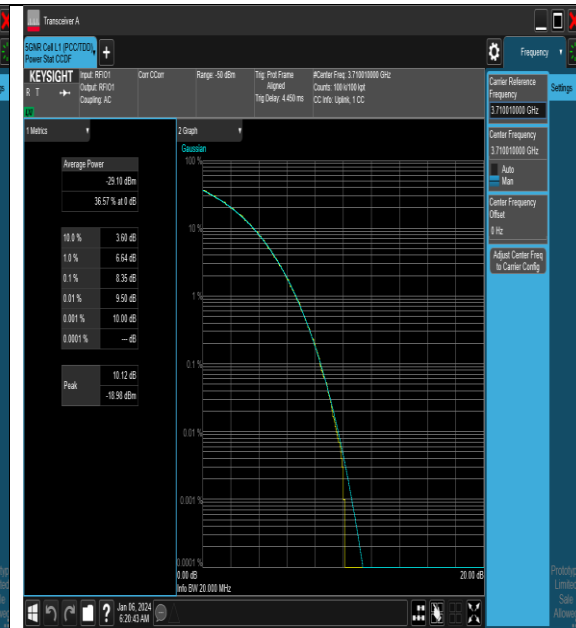 Transceiver A
5GNR Cell L1 (PCC/TDD),
Power Stat CCDF
Frequency
KEYSIGHT
R T
Input: RFIO1
Output: RFIO1
Coupling: AC
Corr CCorr
Range: -50 dBm
Trig: Prot Frame
Aligned
Trig Delay: 4.450 ms
#Center Freq: 3.710010000 GHz
Counts: 100 k/100 kpt
CC Info: Uplink, 1 CC
1 Metrics
2 Graph
Average Power
-29.10 dBm
36.57 % at 0 dB
10.0 % 3.60 dB
1.0 % 6.64 dB
0.1 % 8.35 dB
0.01 % 9.50 dB
0.001 % 10.00 dB
0.0001 % --- dB
Peak 10.12 dB
-18.98 dBm
Gaussian
100 %
10 %
1 %
0.1 %
0.01 %
0.001 %
0.0001 %
0.00 dB
20.00 dB
Info BW 20.000 MHz
Carrier Reference
Frequency
3.710010000 GHz
Center Frequency
3.710010000 GHz
Auto
Man
Center Frequency
Offset
0 Hz
Adjust Center Freq
to Carrier Config
Settings
Jan 06, 2024
6:20:43 AM
?